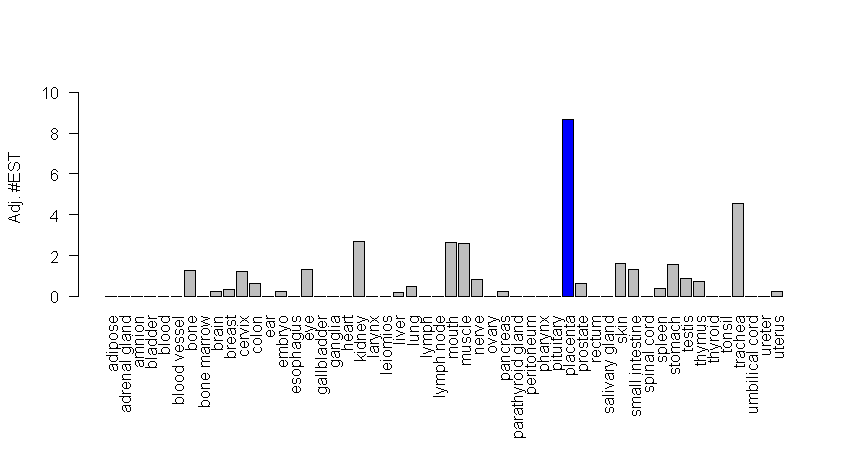 Adj. #EST
10
8
6
4
2
0
adipose
adrenal gland
amnion
bladder
blood
blood vessel
bone
bone marrow
brain
breast
cervix
colon
ear
embryo
esophagus
eye
gallbladder
ganglia
heart
kidney
larynx
leiomios
liver
lung
lymph
lymph node
mouth
muscle
nerve
ovary
pancreas
parathyroid gland
peritoneum
pharynx
pituitary
placenta
prostate
rectum
salivary gland
skin
small intestine
spinal cord
spleen
stomach
testis
thymus
thyroid
tonsil
trachea
umbilical cord
ureter
uterus